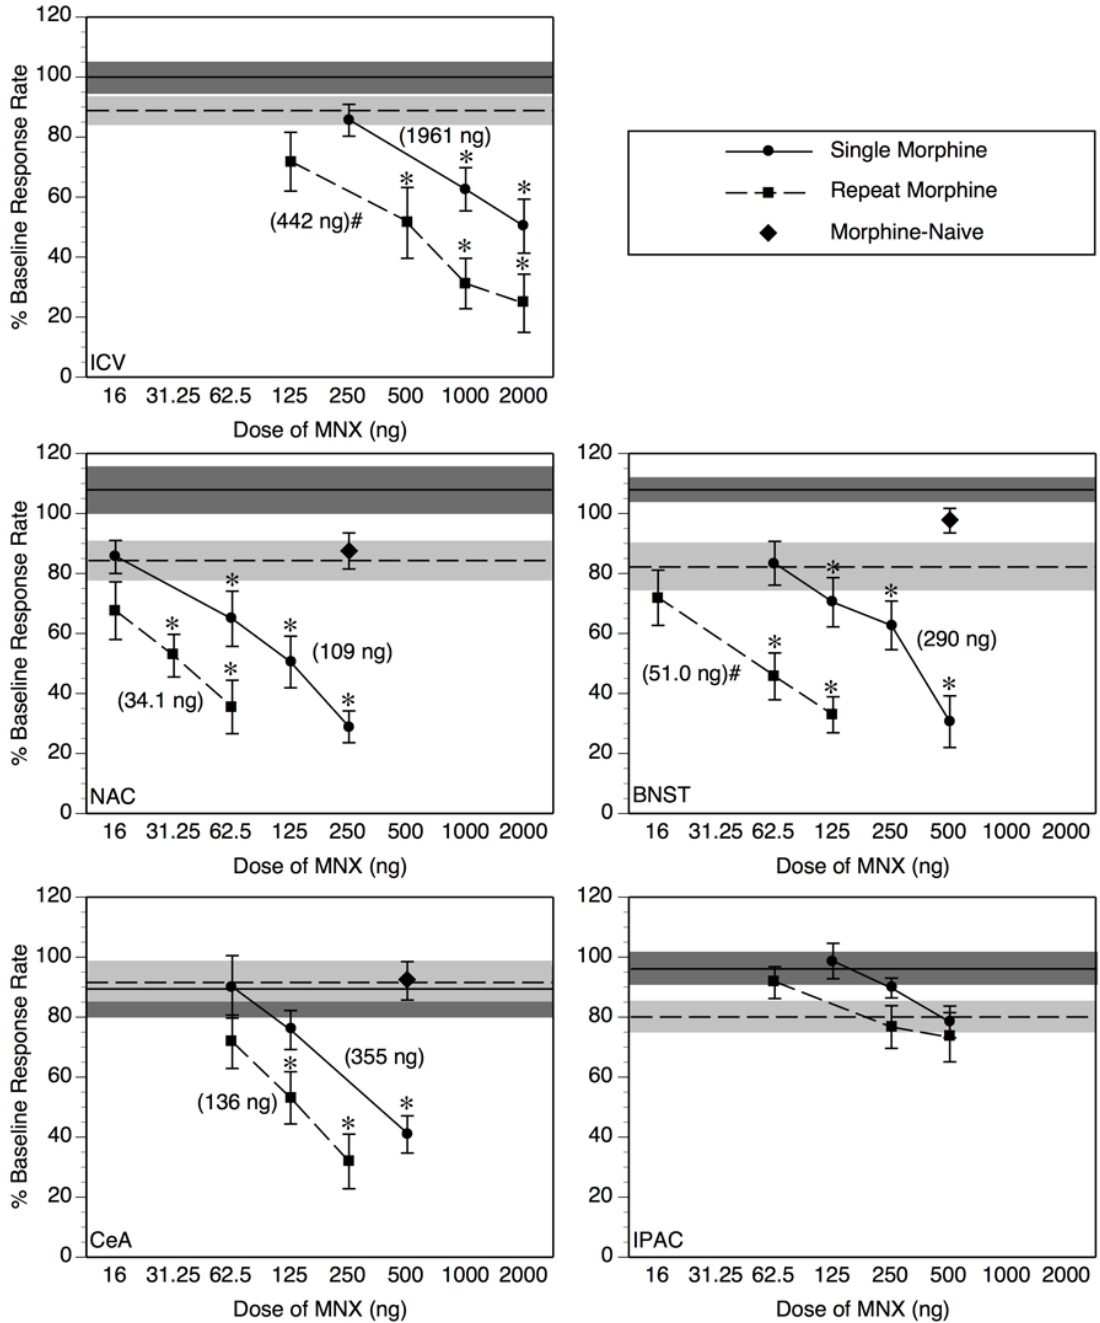 120
100
80
60
40
20
0
% Baseline Response Rate
(1961 ng)
(442 ng)#
* * *
* * *
ICV
16 31.25 62.5 125 250 500 1000 2000
Dose of MNX (ng)
Single Morphine
Repeat Morphine
Morphine-Naive
120
100
80
60
40
20
0
% Baseline Response Rate
* * *
(109 ng)
* *
(34.1 ng)
NAC
16 31.25 62.5 125 250 500 1000 2000
Dose of MNX (ng)
120
100
80
60
40
20
0
* * *
(290 ng)
* *
(51.0 ng)#
BNST
16 31.25 62.5 125 250 500 1000 2000
Dose of MNX (ng)
120
100
80
60
40
20
0
% Baseline Response Rate
(355 ng)
*
* *
(136 ng)
CeA
16 31.25 62.5 125 250 500 1000 2000
Dose of MNX (ng)
120
100
80
60
40
20
0
IPAC
16 31.25 62.5 125 250 500 1000 2000
Dose of MNX (ng)